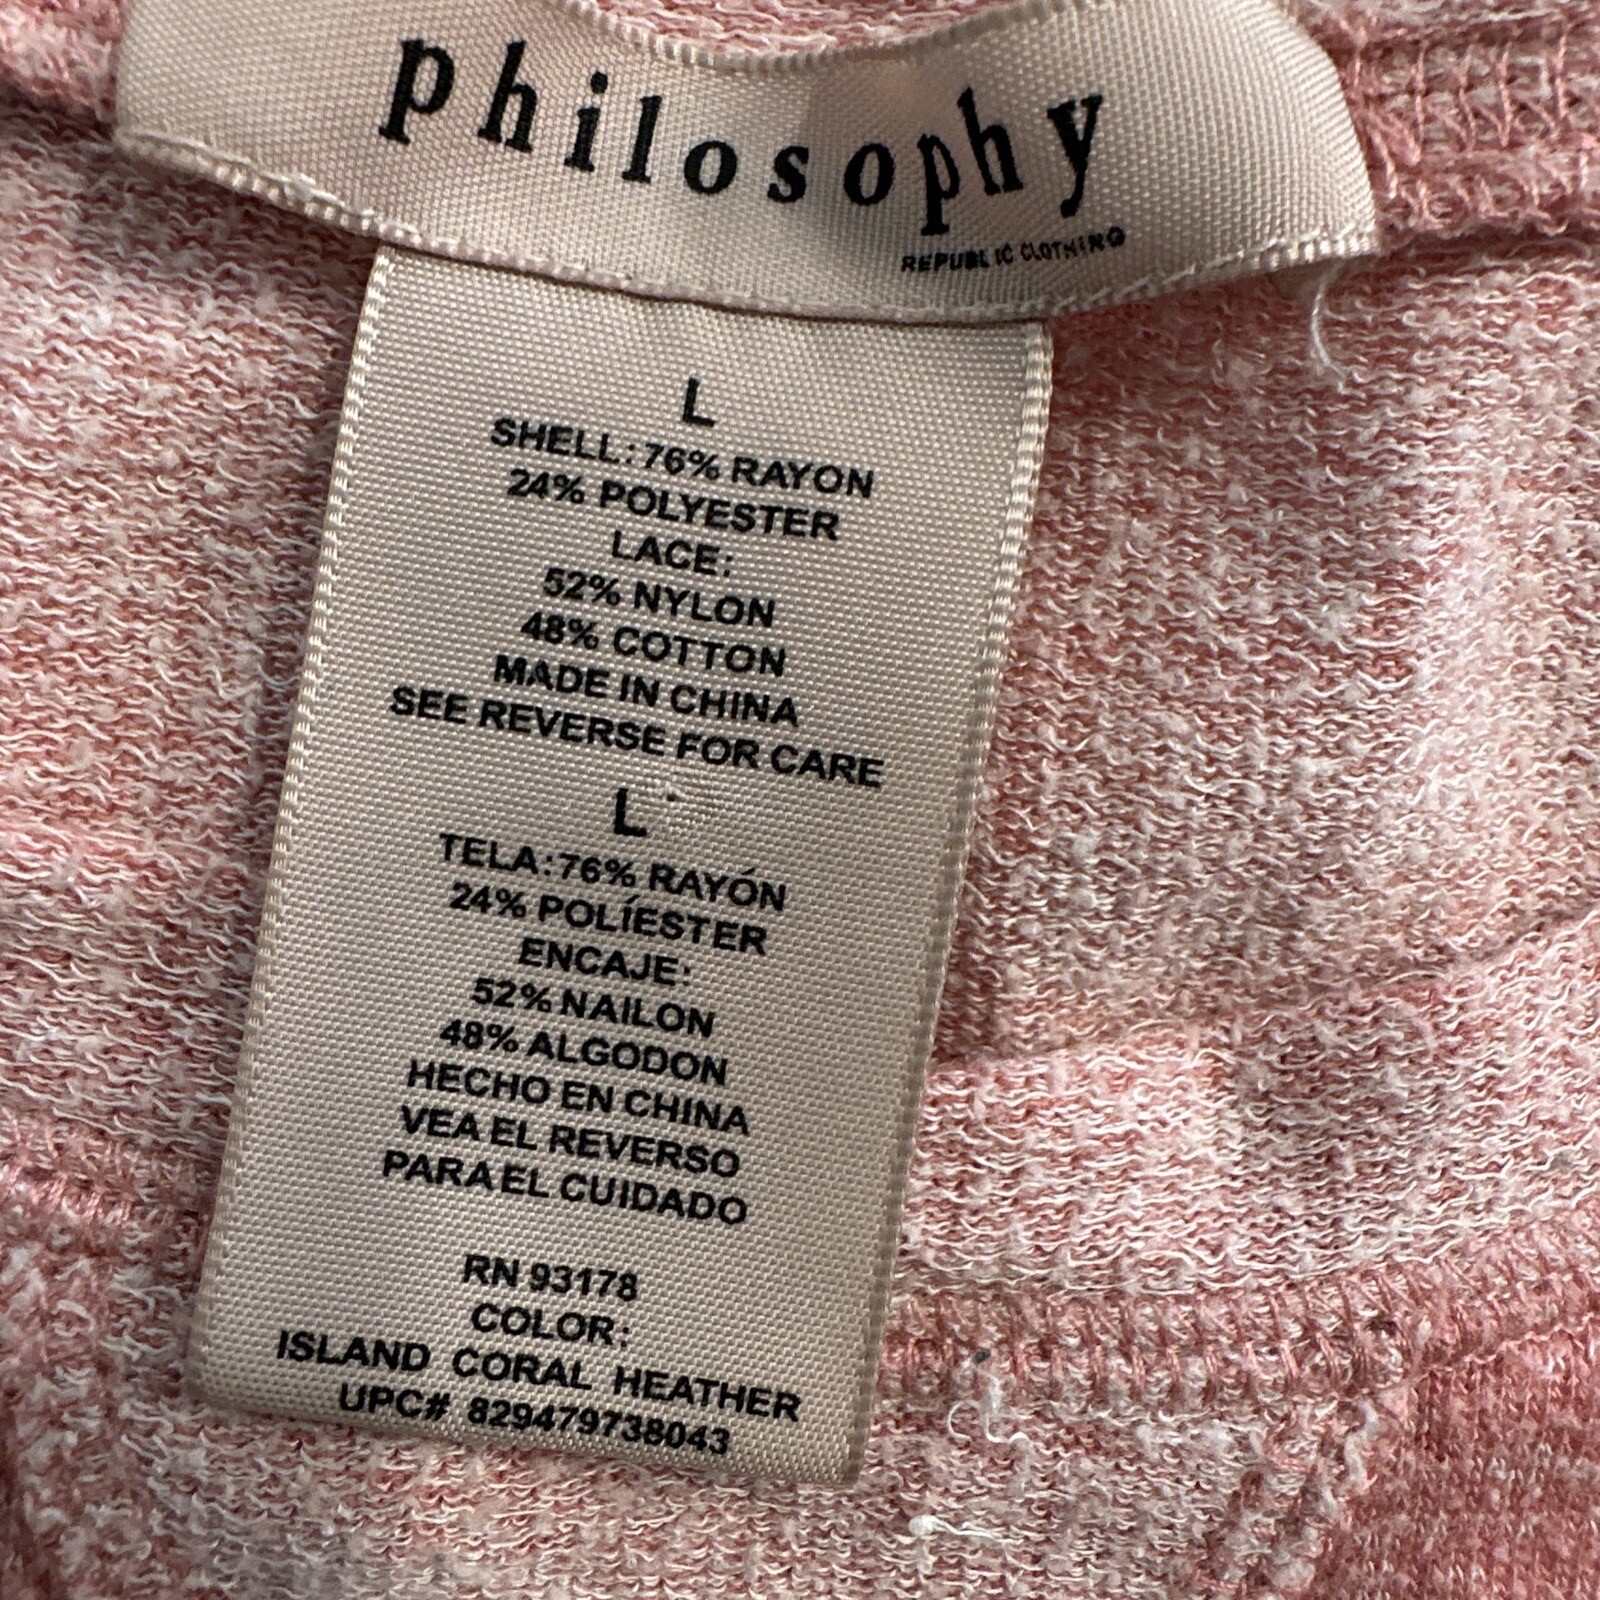 philosophy
REPUBLIC CLOTHING
L
SHELL: 76% RAYON
24% POLYESTER
LACE:
52% NYLON
48% COTTON
MADE IN CHINA
SEE REVERSE FOR CARE
L
TELA: 76% RAYÓN
24% POLÍESTER
ENCAJE:
52% NAILON
48% ALGODON
HECHO EN CHINA
VEA EL REVERSO
PARA EL CUIDADO
RN 93178
COLOR:
ISLAND CORAL HEATHER
UPC# 829479738043